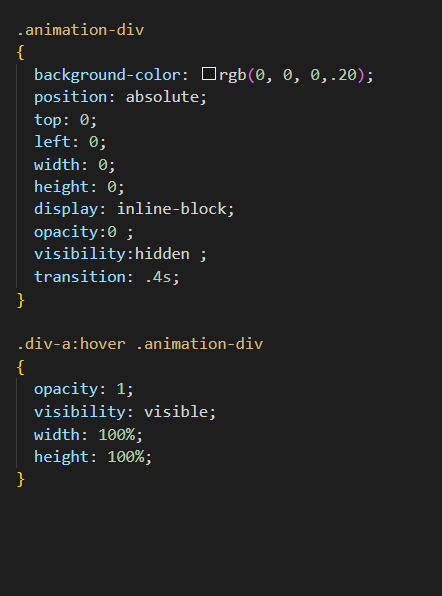 .animation-div
{
background-color: rgb(0, 0, 0,.20);
position: absolute;
top: 0;
left: 0;
width: 0;
height: 0;
display: inline-block;
opacity:0 ;
visibility:hidden ;
transition: .4s;
}
.div-a:hover .animation-div
{
opacity: 1;
visibility: visible;
width: 100%;
height: 100%;
}